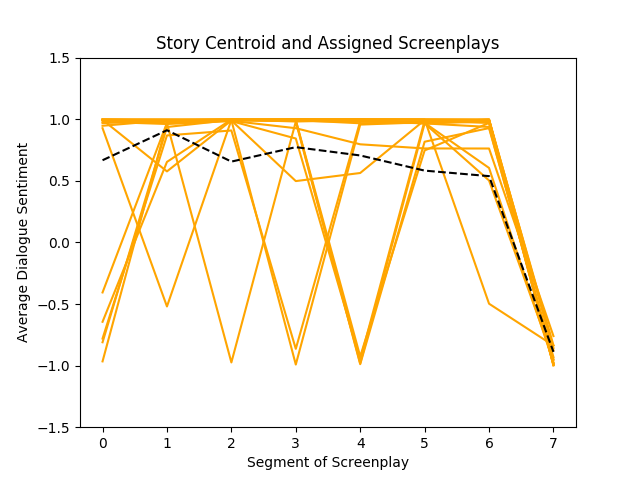 Story Centroid and Assigned Screenplays
Average Dialogue Sentiment
1.5
1.0
0.5
0.0
−0.5
−1.0
−1.5
0 1 2 3 4 5 6 7
Segment of Screenplay